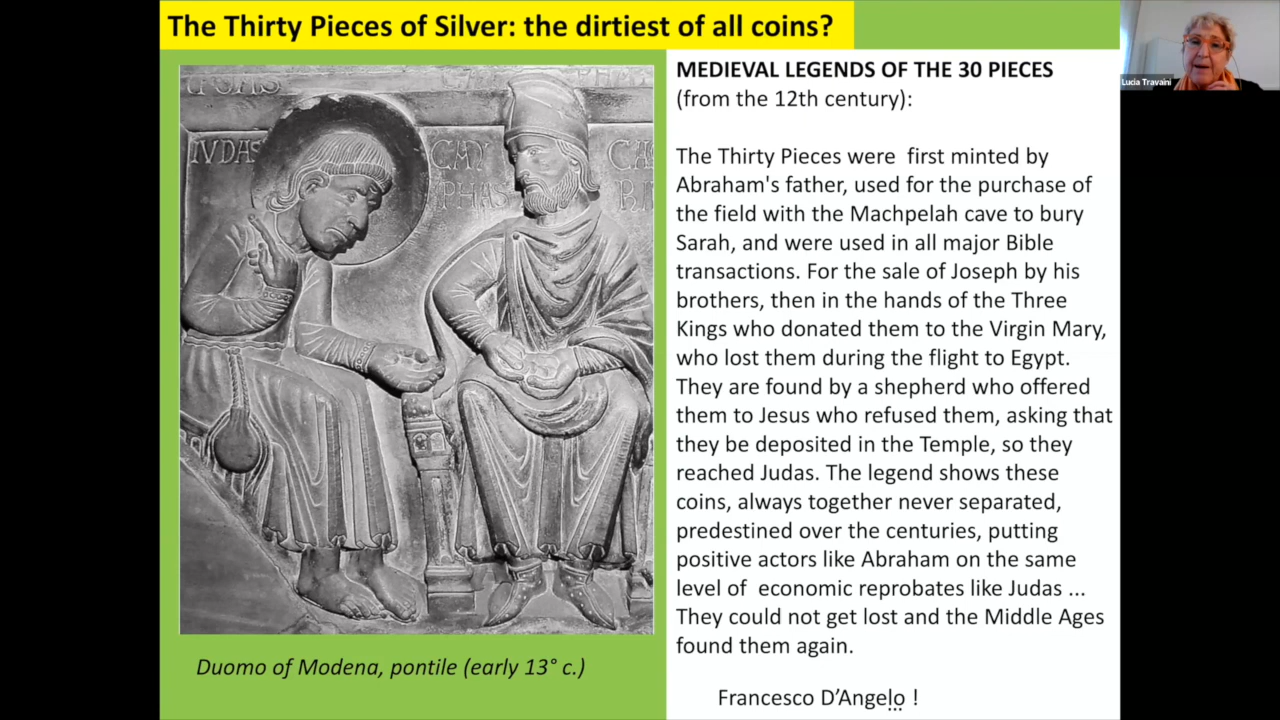 The Thirty Pieces of Silver: the dirtiest of all coins?
IVDAS
CAY
PHAS
MEDIEVAL LEGENDS OF THE 30 PIECES
(from the 12th century):
The Thirty Pieces were first minted by
Abraham's father, used for the purchase of
the field with the Machpelah cave to bury
Sarah, and were used in all major Bible
transactions. For the sale of Joseph by his
brothers, then in the hands of the Three
Kings who donated them to the Virgin Mary,
who lost them during the flight to Egypt.
They are found by a shepherd who offered
them to Jesus who refused them, asking that
they be deposited in the Temple, so they
reached Judas. The legend shows these
coins, always together never separated,
predestined over the centuries, putting
positive actors like Abraham on the same
level of economic reprobates like Judas ...
They could not get lost and the Middle Ages
found them again.
Francesco D'Angelo !
Duomo of Modena, pontile (early 13° c.)
Lucia Travaini